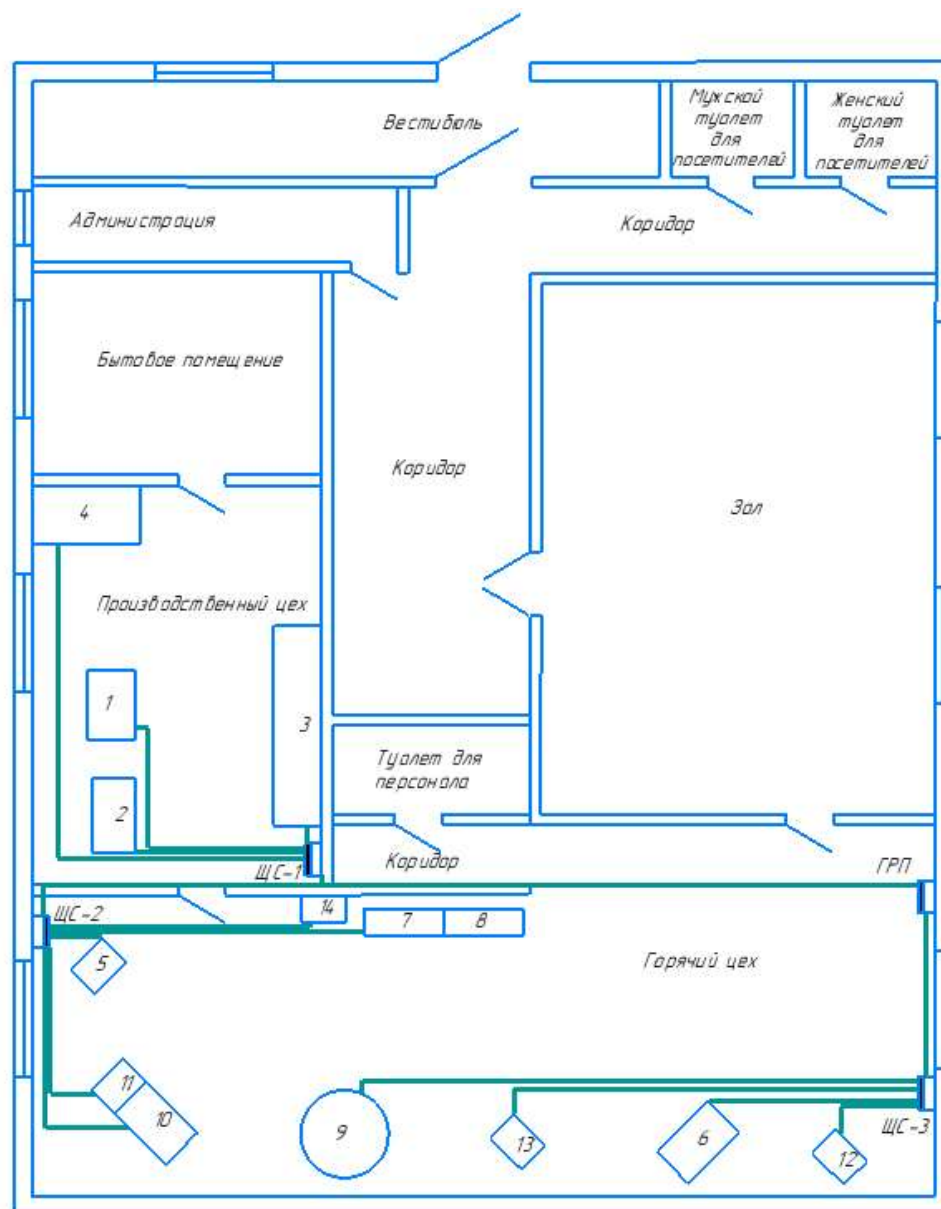 Вестибюль
Мужской
туалет
для
посетителей
Женский
туалет
для
посетителей
Администрация
Коридор
Бытовое помещение
Коридор
Зал
4
Производственный цех
1
3
2
Туалет для
персонала
ЩС-1
Коридор
ГРП
ЩС-2
14
7
8
5
Горячий цех
11
10
9
13
6
12
ЩС-3